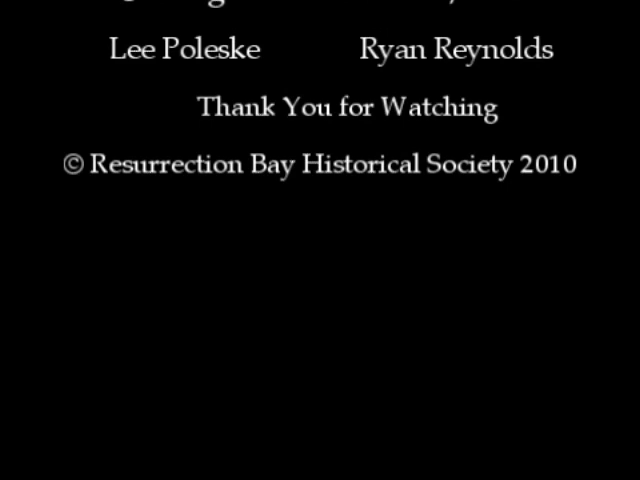 Lee Poleske Ryan Reynolds
Thank You for Watching
© Resurrection Bay Historical Society 2010